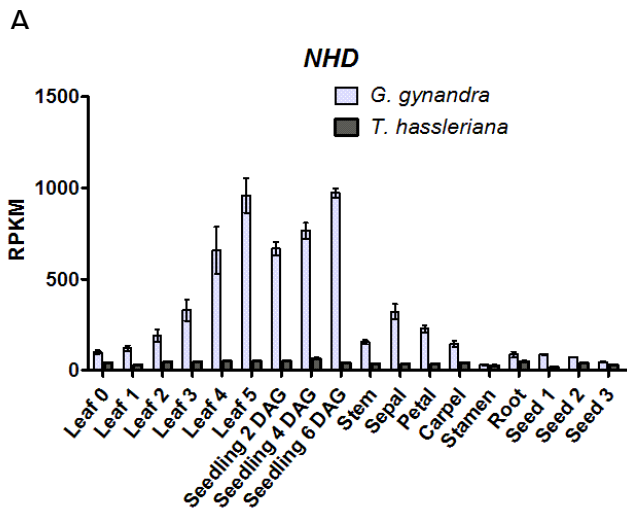 A
NHD
G. gynandra
T. hassleriana
RPKM
1500
1000
500
0
Leaf 0
Leaf 1
Leaf 2
Leaf 3
Leaf 4
Leaf 5
Seedling 2 DAG
Seedling 4 DAG
Seedling 6 DAG
Stem
Sepal
Petal
Carpel
Stamen
Root
Seed 1
Seed 2
Seed 3